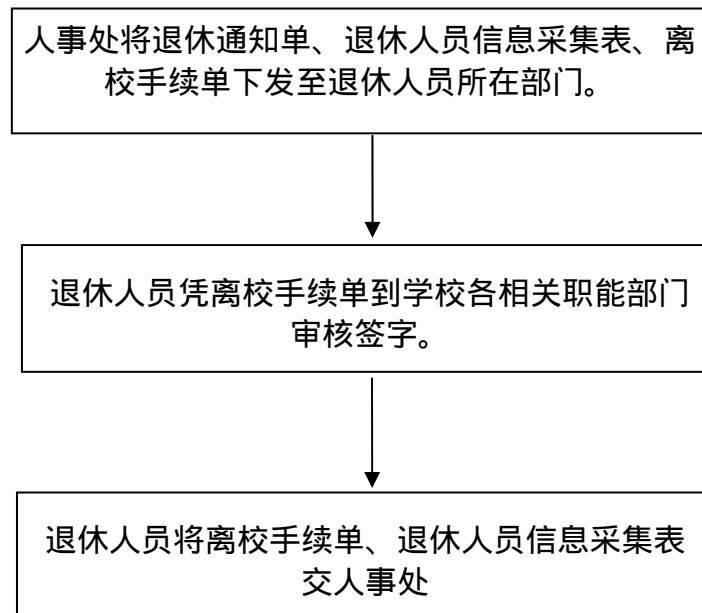 人事处将退休通知单、退休人员信息采集表、离
校手续单下发至退休人员所在部门。
退休人员凭离校手续单到学校各相关职能部门
审核签字。
退休人员将离校手续单、退休人员信息采集表
交人事处